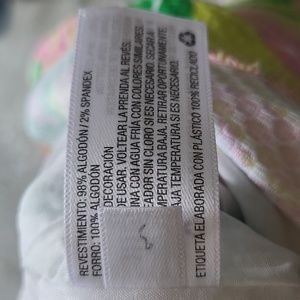 REVESTIMIENTO: 98% ALGODÓN / 2% SPANDEX
FORRO: 100% ALGODÓN
DECORACIÓN
DE USAR. VOLTEAR LA PRENDA AL REVÉS.
INA CON AGUA FRÍA CON COLORES SIMILARES.
EADOR SIN CLORO SI ES NECESARIO. SECAR A
MPERATURA BAJA. RETIRAR OPORTUNAMENTE.
AJA TEMPERATURA SI ES NECESARIO.
ETIQUETA ELABORADA CON PLÁSTICO 100% RECICLADO